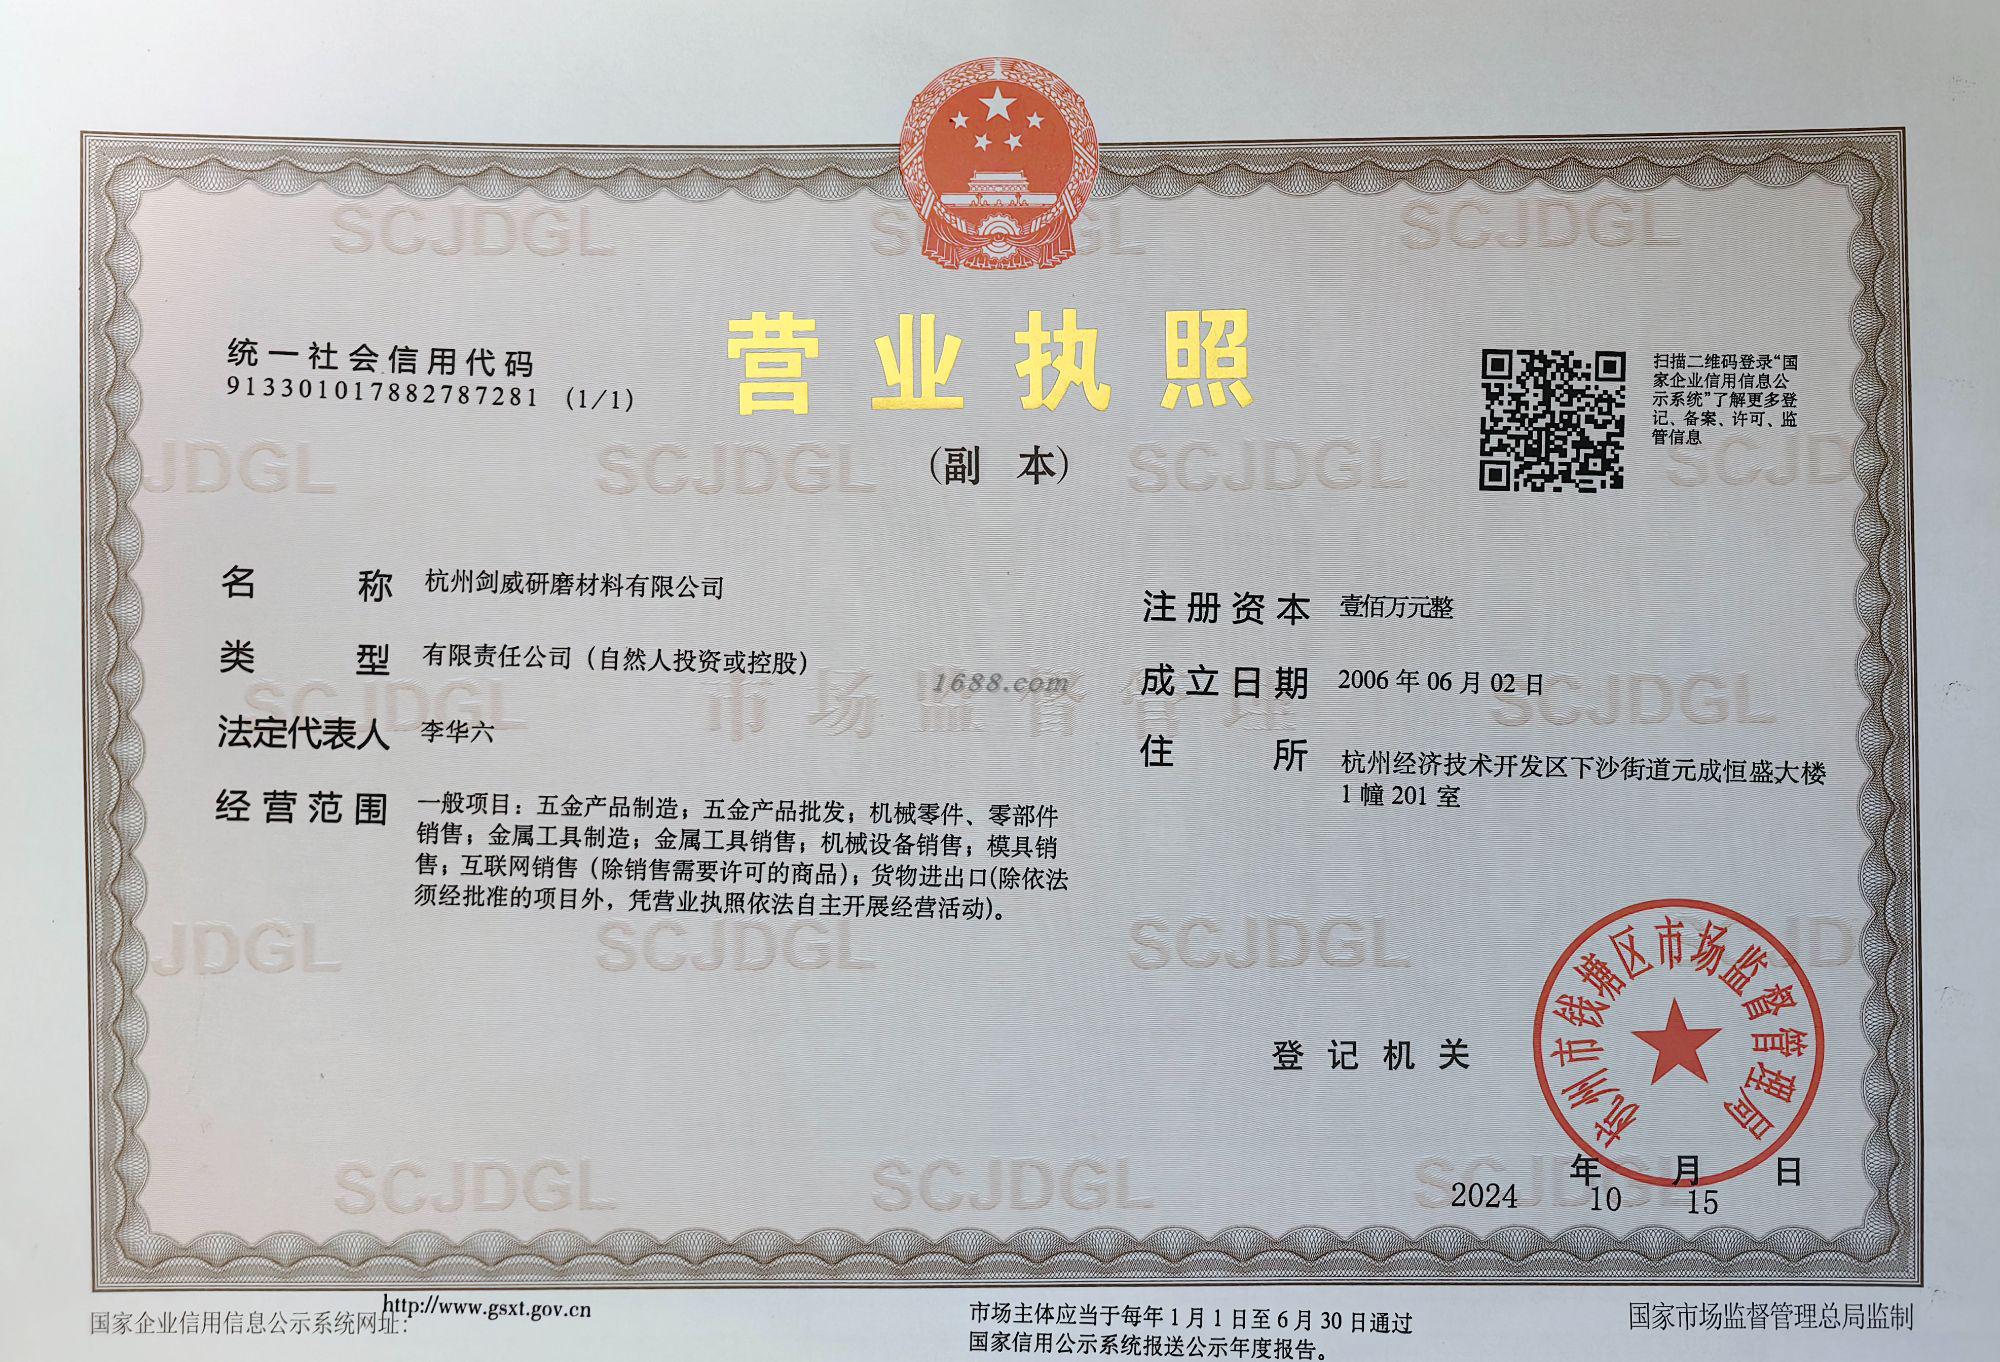 统一社会信用代码
913301017882787281 (1/1)
营业执照
(副 本)
扫描二维码登录“国
家企业信用信息公
示系统”了解更多登
记、备案、许可、监
管信息
名 称 杭州剑威研磨材料有限公司
类 型 有限责任公司（自然人投资或控股）
法定代表人 李华六
经营范围 一般项目：五金产品制造；五金产品批发；机械零件、零部件
销售；金属工具制造；金属工具销售；机械设备销售；模具销
售；互联网销售（除销售需要许可的商品）；货物进出口(除依法
须经批准的项目外，凭营业执照依法自主开展经营活动)。
注册资本 壹佰万元整
成立日期 2006 年 06 月 02 日
住 所 杭州经济技术开发区下沙街道元成恒盛大楼
1 幢 201 室
1688.com
市场监督管理
SCJDGL
登记机关
杭州市钱塘区市场监督管理局
2024 年 10 月 15 日
国家企业信用信息公示系统网址: http://www.gsxt.gov.cn
市场主体应当于每年 1 月 1 日至 6 月 30 日通过
国家信用公示系统报送公示年度报告。
国家市场监督管理总局监制